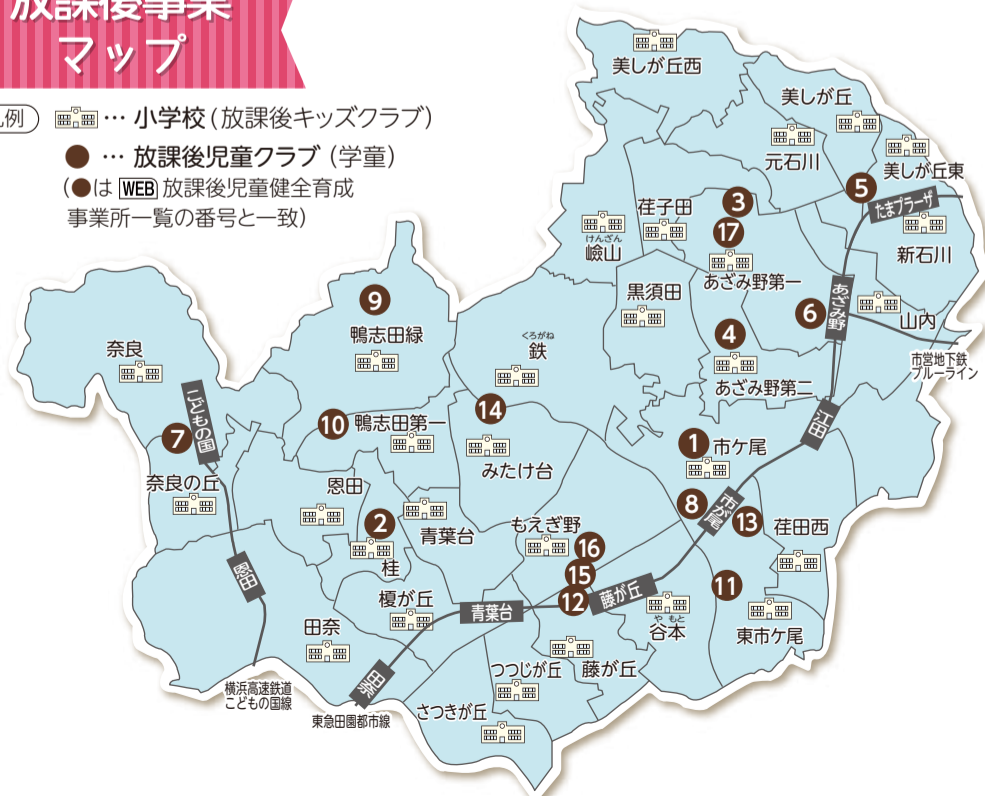 放課後事業
マップ
例
… 小学校(放課後キッズクラブ)
● … 放課後児童クラブ(学童)
(●は WEB 放課後児童健全育成
事業所一覧の番号と一致)
美しが丘西
美しが丘
元石川
美しが丘東
5
たまプラーザ
新石川
荏子田
3
17
けんざん
嶮山
あざみ野第一
黒須田
6
あざみ野
山内
市営地下鉄
ブルーライン
4
あざみ野第二
江田
9
鴨志田緑
くろがね
鉄
奈良
こどもの国
7
奈良の丘
10
鴨志田第一
14
みたけ台
1
市ケ尾
8
市が尾
13
荏田西
恩田
2
桂
青葉台
もえぎ野
16
15
12
藤が丘
11
東市ケ尾
や もと
谷本
恩田
榎が丘
青葉台
田奈
田奈
つつじが丘
藤が丘
さつきが丘
横浜高速鉄道
こどもの国線
東急田園都市線